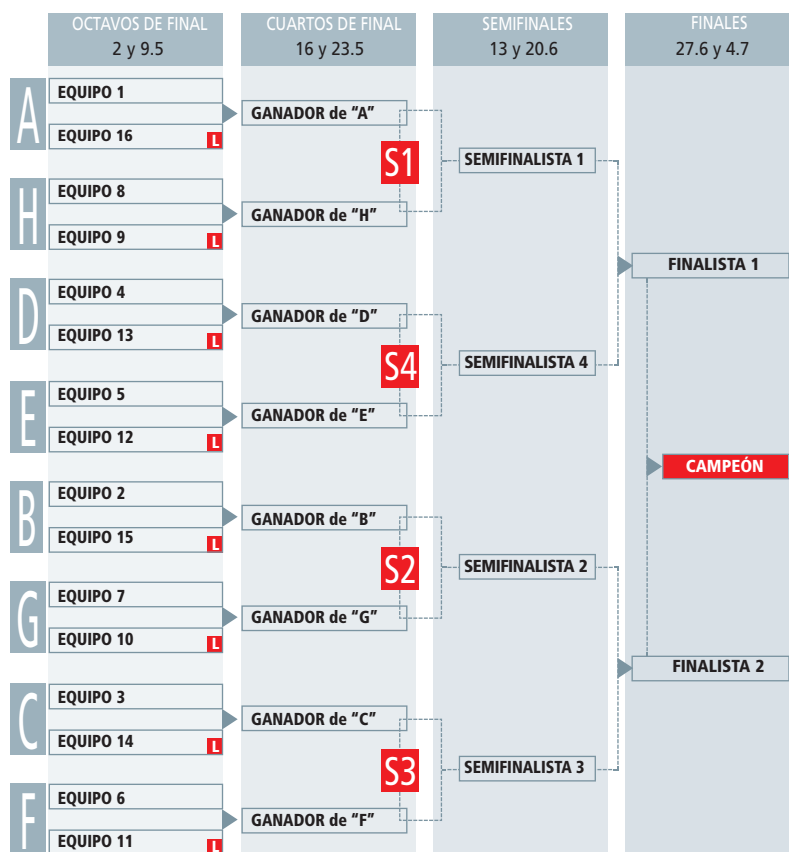 OCTAVOS DE FINAL
2 y 9.5
CUARTOS DE FINAL
16 y 23.5
SEMIFINALES
13 y 20.6
FINALES
27.6 y 4.7
A
EQUIPO 1
EQUIPO 16 L
GANADOR de "A"
H
EQUIPO 8
EQUIPO 9 L
GANADOR de "H"
S1
SEMIFINALISTA 1
D
EQUIPO 4
EQUIPO 13 L
GANADOR de "D"
E
EQUIPO 5
EQUIPO 12 L
GANADOR de "E"
S4
SEMIFINALISTA 4
FINALISTA 1
B
EQUIPO 2
EQUIPO 15 L
GANADOR de "B"
G
EQUIPO 7
EQUIPO 10 L
GANADOR de "G"
S2
SEMIFINALISTA 2
C
EQUIPO 3
EQUIPO 14 L
GANADOR de "C"
F
EQUIPO 6
EQUIPO 11 L
GANADOR de "F"
S3
SEMIFINALISTA 3
FINALISTA 2
CAMPEÓN